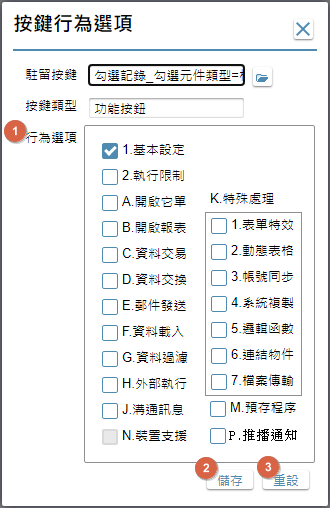 按鍵行為選項
駐留按鍵 勾選記錄_勾選元件類型=
按鍵類型 功能按鈕
1 行為選項
1.基本設定
2.執行限制
A.開啟它單
B.開啟報表
C.資料交易
D.資料交換
E.郵件發送
F.資料載入
G.資料過濾
H.外部執行
J.溝通訊息
N.裝置支援
K.特殊處理
1.表單特效
2.動態表格
3.帳號同步
4.系統複製
5.邏輯函數
6.連結物件
7.檔案傳輸
M.預存程序
P.推播通知
2 3
儲存 重設